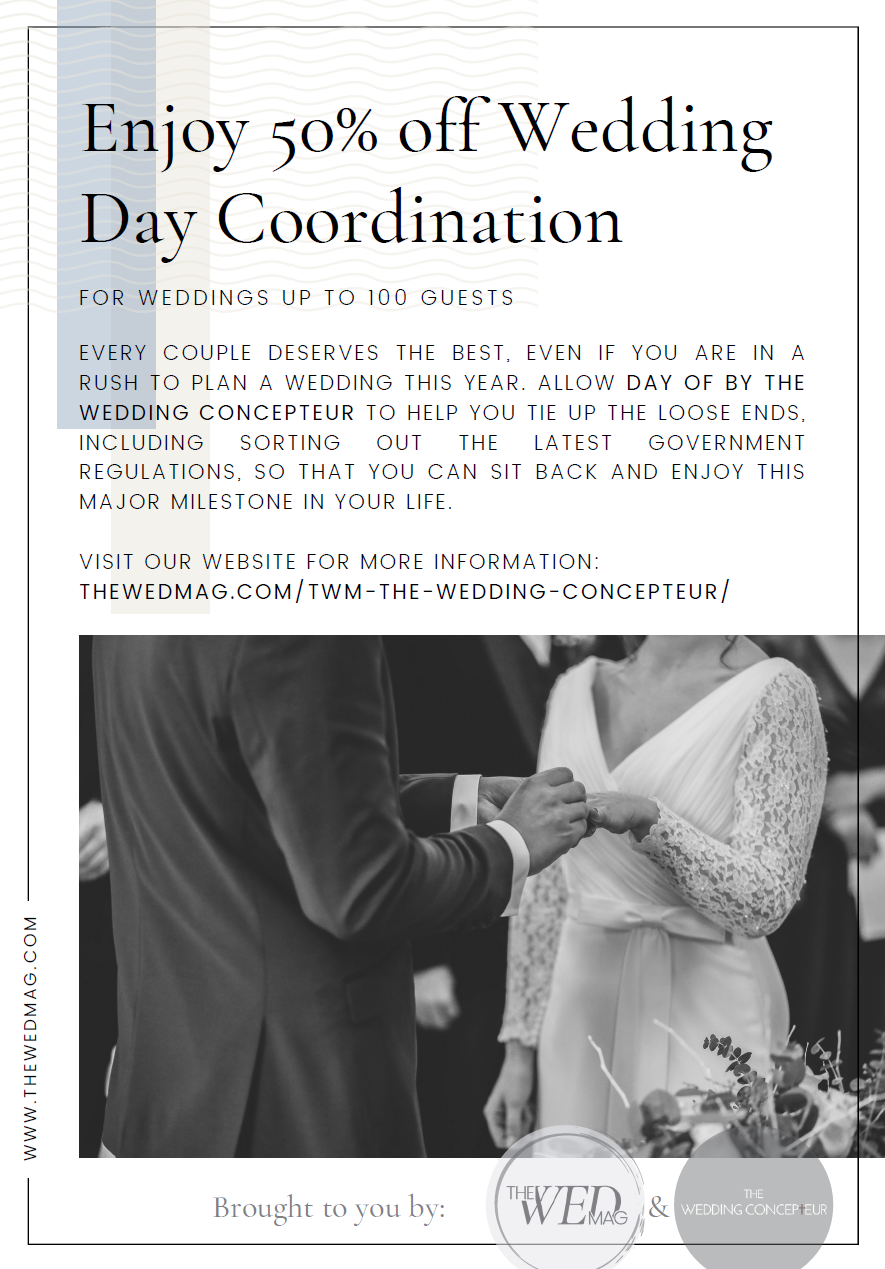 Enjoy 50% off Wedding
Day Coordination
FOR WEDDINGS UP TO 100 GUESTS
EVERY COUPLE DESERVES THE BEST, EVEN IF YOU ARE IN A
RUSH TO PLAN A WEDDING THIS YEAR. ALLOW DAY OF BY THE
WEDDING CONCEPTEUR TO HELP YOU TIE UP THE LOOSE ENDS,
INCLUDING SORTING OUT THE LATEST GOVERNMENT
REGULATIONS, SO THAT YOU CAN SIT BACK AND ENJOY THIS
MAJOR MILESTONE IN YOUR LIFE.
VISIT OUR WEBSITE FOR MORE INFORMATION:
THEWEDMAG.COM/TWM-THE-WEDDING-CONCEPTEUR/
WWW.THEWEDMAG.COM
Brought to you by:
THE WED MAG
&
THE
WEDDING CONCEPTEUR